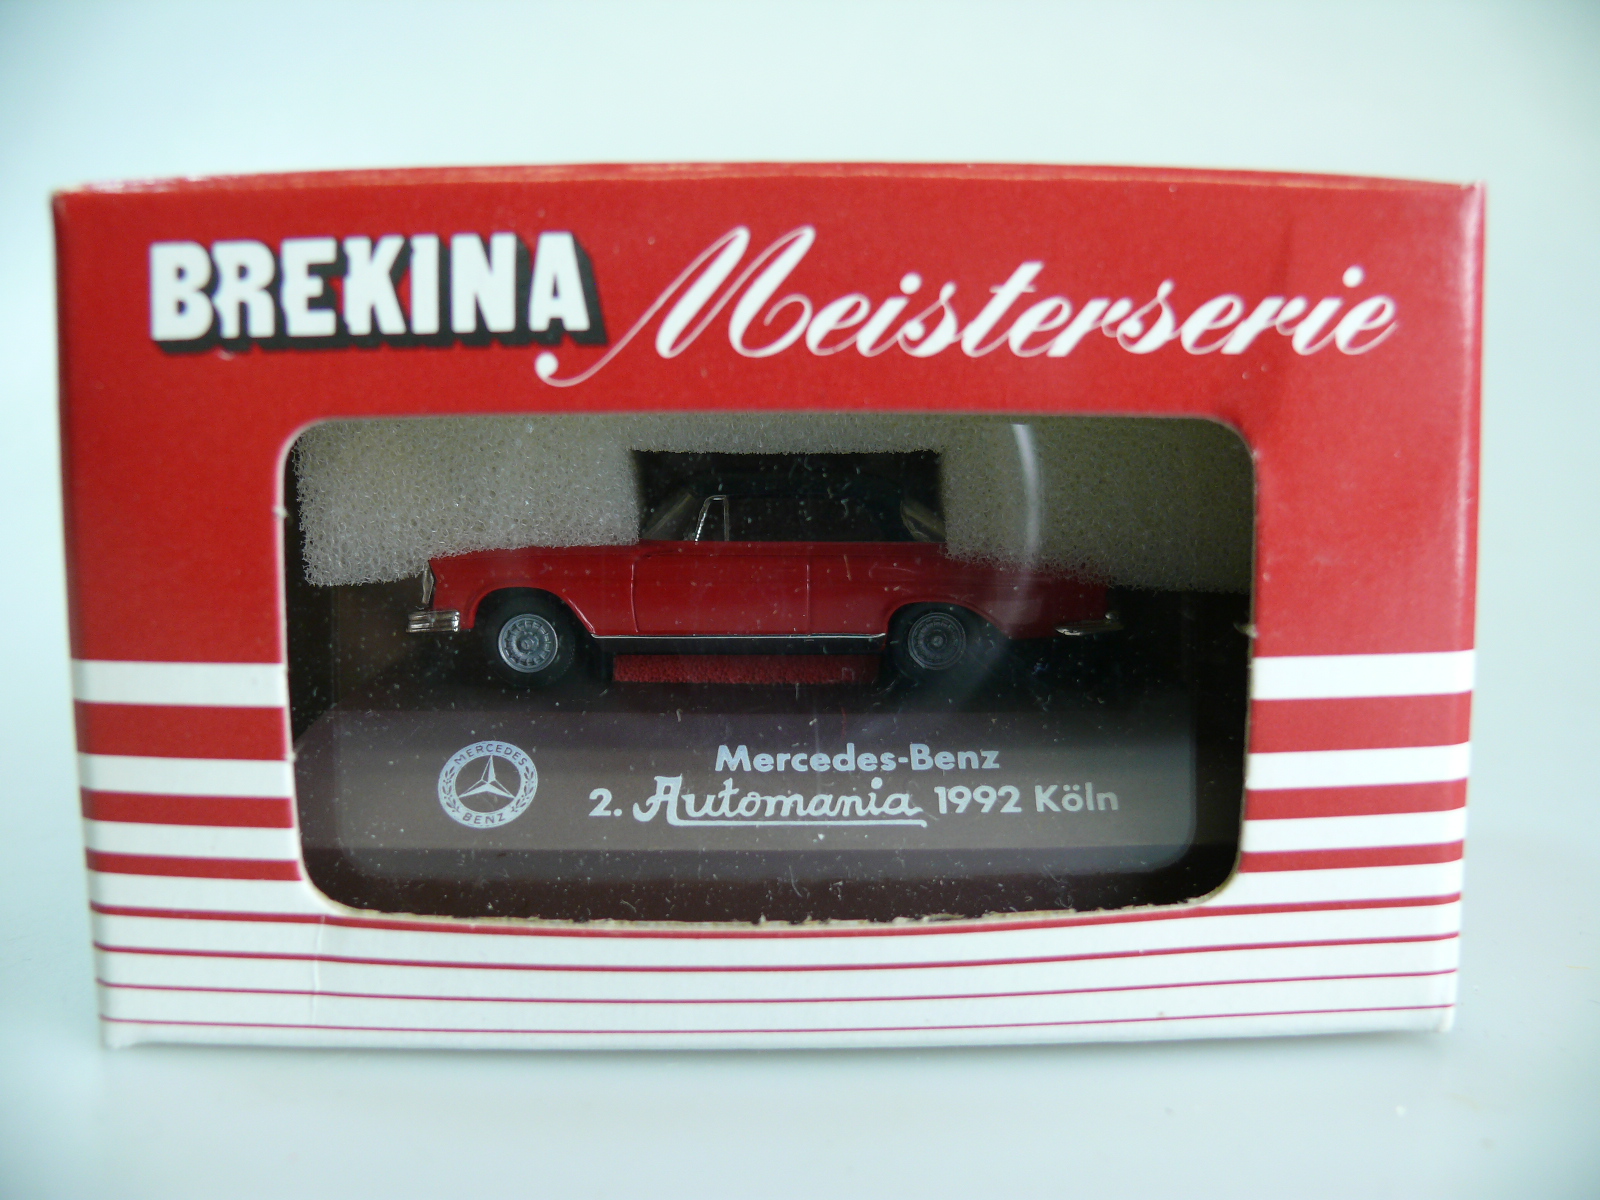 BREKINA Meisterserie
MERCEDES
BENZ
Mercedes-Benz
2. Automania 1992 Köln